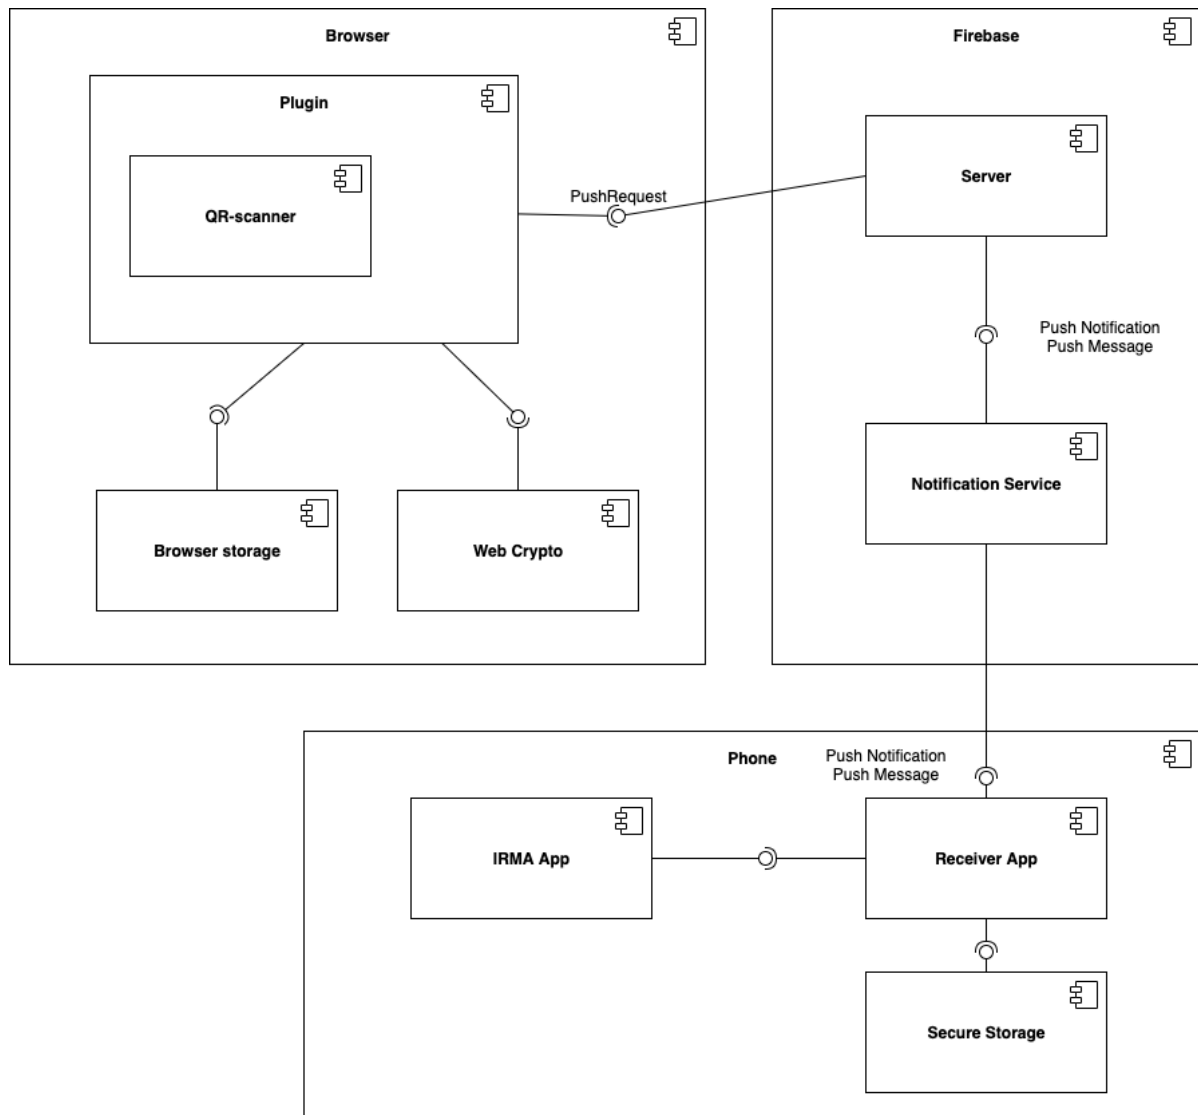 Browser
Firebase
Plugin
QR-scanner
PushRequest
Server
Push Notification
Push Message
Notification Service
Browser storage
Web Crypto
Phone
Push Notification
Push Message
IRMA App
Receiver App
Secure Storage